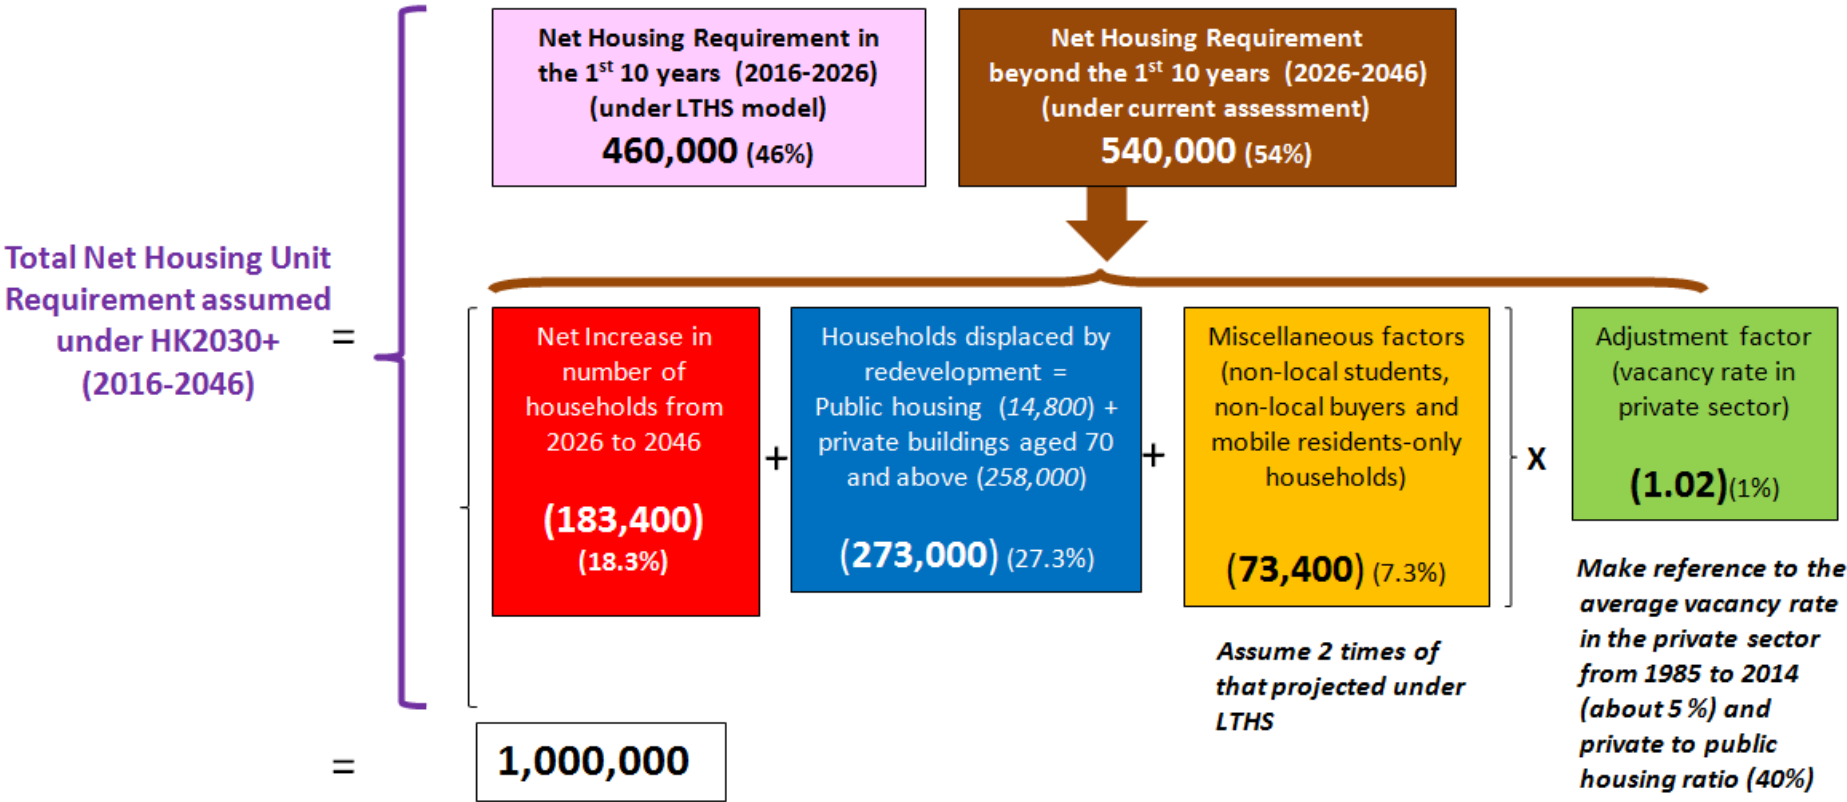 Net Housing Requirement in
the 1st 10 years (2016-2026)
(under LTHS model)
460,000 (46%)
Net Housing Requirement
beyond the 1st 10 years (2026-2046)
(under current assessment)
540,000 (54%)
Total Net Housing Unit
Requirement assumed
under HK2030+
(2016-2046)
=
Net Increase in
number of
households from
2026 to 2046
(183,400)
(18.3%)
+
Households displaced by
redevelopment =
Public housing (14,800) +
private buildings aged 70
and above (258,000)
(273,000) (27.3%)
+
Miscellaneous factors
(non-local students,
non-local buyers and
mobile residents-only
households)
(73,400) (7.3%)
Assume 2 times of
that projected under
LTHS
x
Adjustment factor
(vacancy rate in
private sector)
(1.02)(1%)
Make reference to the
average vacancy rate
in the private sector
from 1985 to 2014
(about 5 %) and
private to public
housing ratio (40%)
=
1,000,000